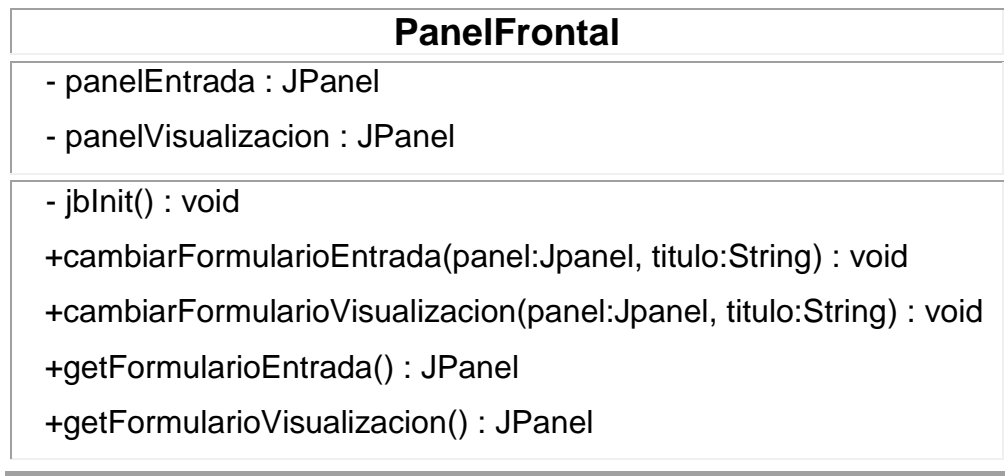 PanelFrontal
- panelEntrada : JPanel
- panelVisualizacion : JPanel
- jbInit() : void
+cambiarFormularioEntrada(panel:Jpanel, titulo:String) : void
+cambiarFormularioVisualizacion(panel:Jpanel, titulo:String) : void
+getFormularioEntrada() : JPanel
+getFormularioVisualizacion() : JPanel